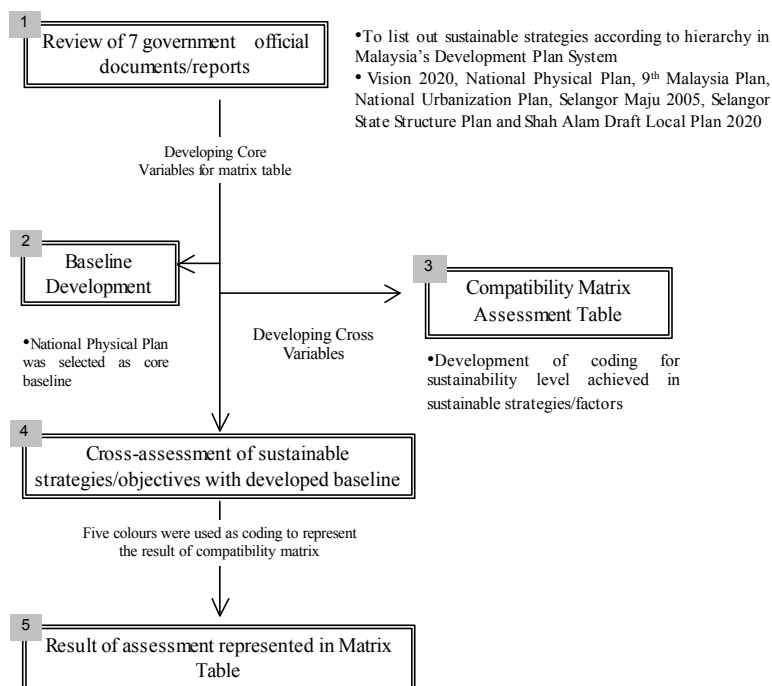 1
Review of 7 government official
documents/reports
•To list out sustainable strategies according to hierarchy in
Malaysia's Development Plan System
• Vision 2020, National Physical Plan, 9th Malaysia Plan,
National Urbanization Plan, Selangor Maju 2005, Selangor
State Structure Plan and Shah Alam Draft Local Plan 2020
Developing Core
Variables for matrix table
2
Baseline
Development
•National Physical Plan
was selected as core
baseline
Developing Cross
Variables
3
Compatibility Matrix
Assessment Table
•Development of coding for
sustainability level achieved in
sustainable strategies/factors
4
Cross-assessment of sustainable
strategies/objectives with developed baseline
Five colours were used as coding to represent
the result of compatibility matrix
5
Result of assessment represented in Matrix
Table